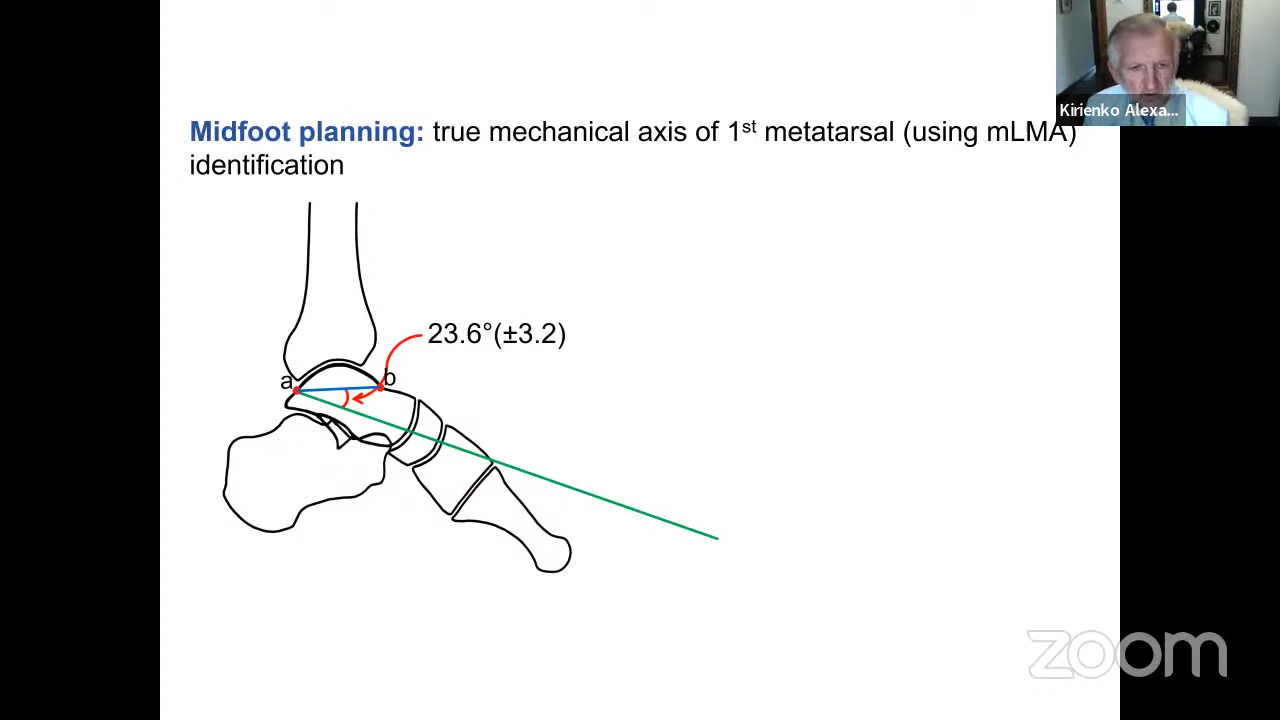 Kirienko Alexa...
Midfoot planning: true mechanical axis of 1st metatarsal (using mLMA)
identification
23.6°(±3.2)
a
b
zoom